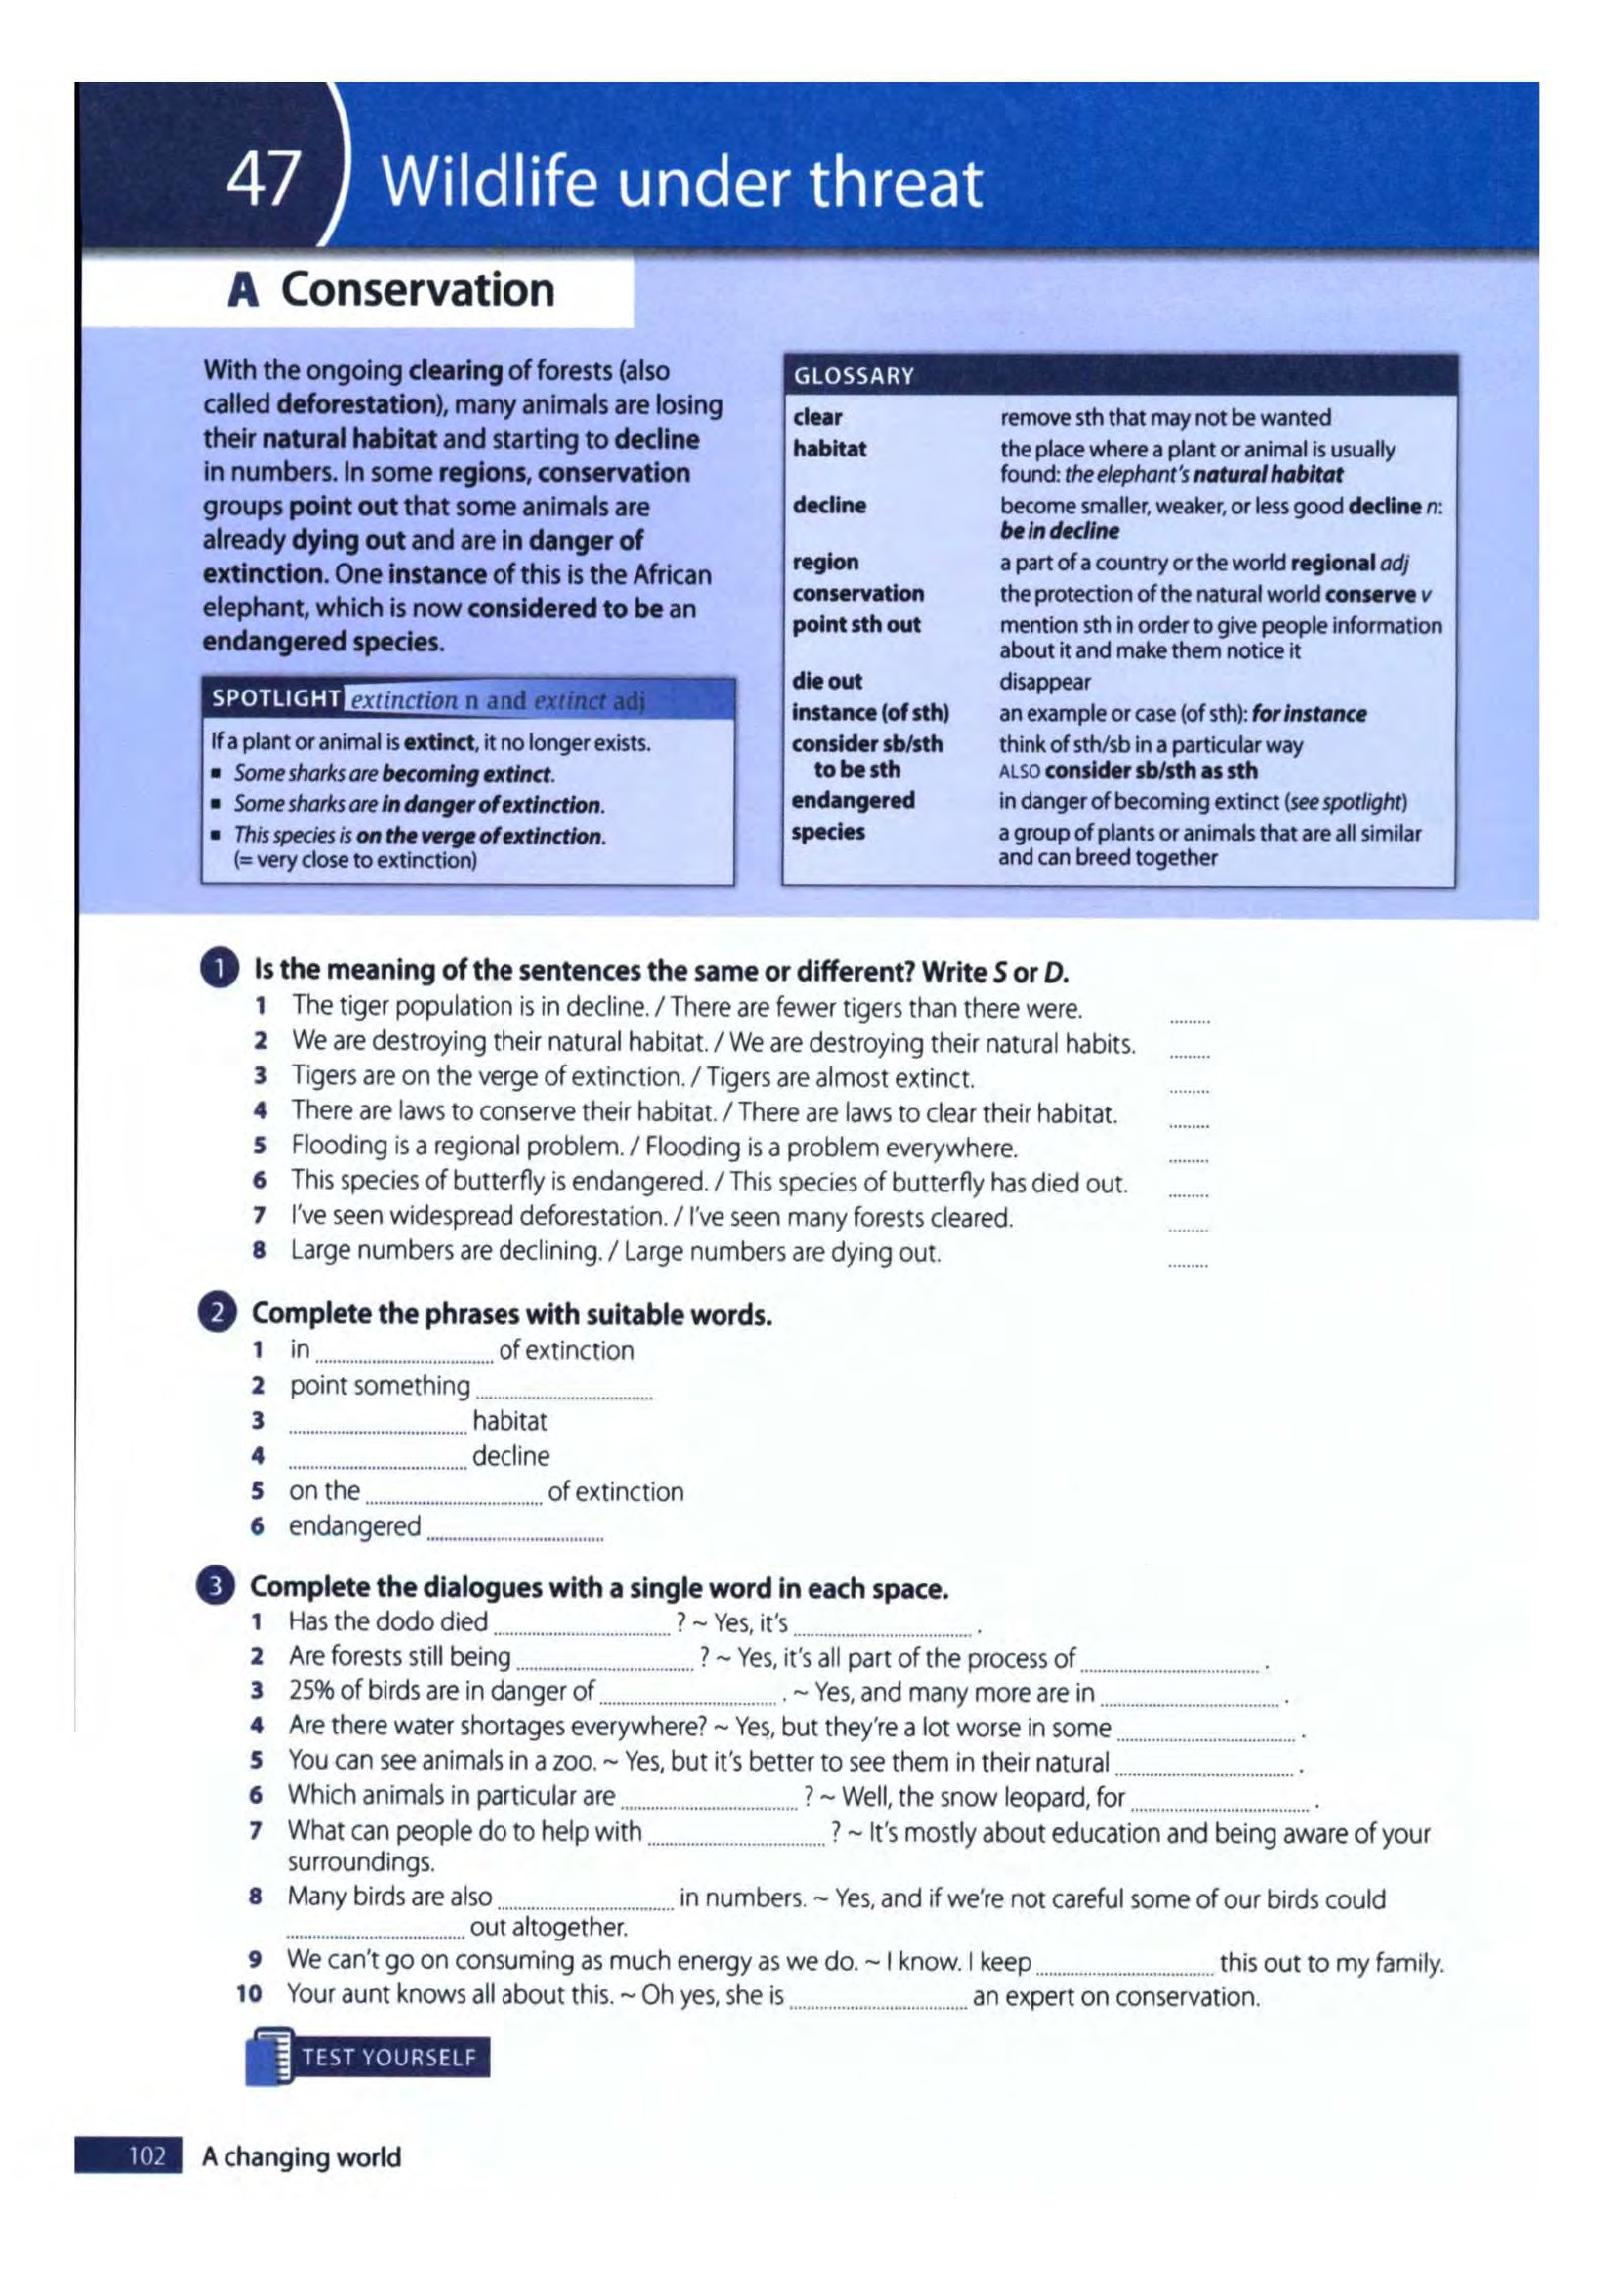 47 Wildlife under threat
A Conservation
With the ongoing clearing of forests (also
called deforestation), many animals are losing
their natural habitat and starting to decline
in numbers. In some regions, conservation
groups point out that some animals are
already dying out and are in danger of
extinction. One instance of this is the African
elephant, which is now considered to be an
endangered species.
SPOTLIGHT extinction n and extinct adj
If a plant or animal is extinct, it no longer exists.
▪ Some sharks are becoming extinct.
▪ Some sharks are in danger of extinction.
▪ This species is on the verge of extinction.
(= very close to extinction)
GLOSSARY
clear remove sth that may not be wanted
habitat the place where a plant or animal is usually
found: the elephant's natural habitat
decline become smaller, weaker, or less good decline n:
be in decline
region a part of a country or the world regional adj
conservation the protection of the natural world conserve v
point sth out mention sth in order to give people information
about it and make them notice it
die out disappear
instance (of sth) an example or case (of sth): for instance
consider sb/sth think of sth/sb in a particular way
to be sth ALSO consider sb/sth as sth
endangered in danger of becoming extinct (see spotlight)
species a group of plants or animals that are all similar
and can breed together
1 Is the meaning of the sentences the same or different? Write S or D.
1 The tiger population is in decline. / There are fewer tigers than there were. .........
2 We are destroying their natural habitat. / We are destroying their natural habits. .........
3 Tigers are on the verge of extinction. / Tigers are almost extinct. .........
4 There are laws to conserve their habitat. / There are laws to clear their habitat. .........
5 Flooding is a regional problem. / Flooding is a problem everywhere. .........
6 This species of butterfly is endangered. / This species of butterfly has died out. .........
7 I've seen widespread deforestation. / I've seen many forests cleared. .........
8 Large numbers are declining. / Large numbers are dying out. .........
2 Complete the phrases with suitable words.
1 in .................... of extinction
2 point something ....................
3 .................... habitat
4 .................... decline
5 on the .................... of extinction
6 endangered ....................
3 Complete the dialogues with a single word in each space.
1 Has the dodo died .................... ? ~ Yes, it's .................... .
2 Are forests still being .................... ? ~ Yes, it's all part of the process of .................... .
3 25% of birds are in danger of .................... . ~ Yes, and many more are in .................... .
4 Are there water shortages everywhere? ~ Yes, but they're a lot worse in some .................... .
5 You can see animals in a zoo. ~ Yes, but it's better to see them in their natural .................... .
6 Which animals in particular are .................... ? ~ Well, the snow leopard, for .................... .
7 What can people do to help with .................... ? ~ It's mostly about education and being aware of your
surroundings.
8 Many birds are also .................... in numbers. ~ Yes, and if we're not careful some of our birds could
.................... out altogether.
9 We can't go on consuming as much energy as we do. ~ I know. I keep .................... this out to my family.
10 Your aunt knows all about this. ~ Oh yes, she is .................... an expert on conservation.
TEST YOURSELF
102 A changing world